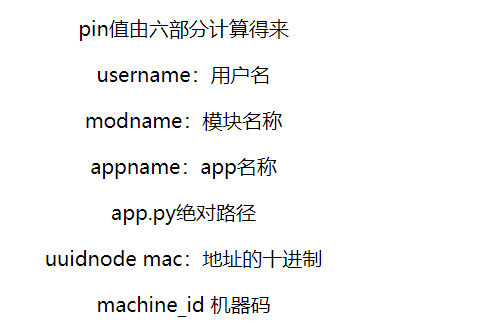 pin值由六部分计算得来
username：用户名
modname：模块名称
appname：app名称
app.py绝对路径
uuidnode mac：地址的十进制
machine_id 机器码